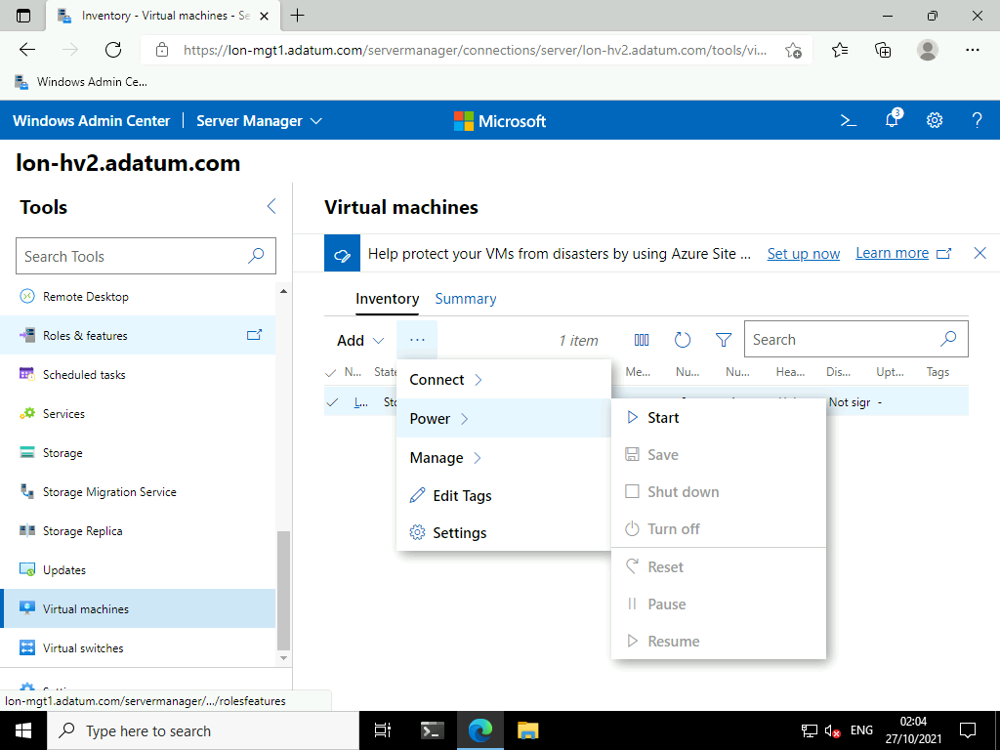 Inventory - Virtual machines - Se
https://lon-mgt1.adatum.com/servermanager/connections/server/lon-hv2.adatum.com/tools/vi...
Windows Admin Ce...
Windows Admin Center
Server Manager
Microsoft
3
lon-hv2.adatum.com
Tools
Search Tools
Remote Desktop
Roles & features
Scheduled tasks
Services
Storage
Storage Migration Service
Storage Replica
Updates
Virtual machines
Virtual switches
Virtual machines
Help protect your VMs from disasters by using Azure Site ...
Set up now
Learn more
Inventory
Summary
Add
1 item
Search
N... State Me... Nu... Nu... Hea... Dis... Upt... Tags
L... Sto Not sigr -
Connect
Power
Manage
Edit Tags
Settings
Start
Save
Shut down
Turn off
Reset
Pause
Resume
lon-mgt1.adatum.com/servermanager/.../rolesfeatures
Type here to search
ENG
02:04
27/10/2021